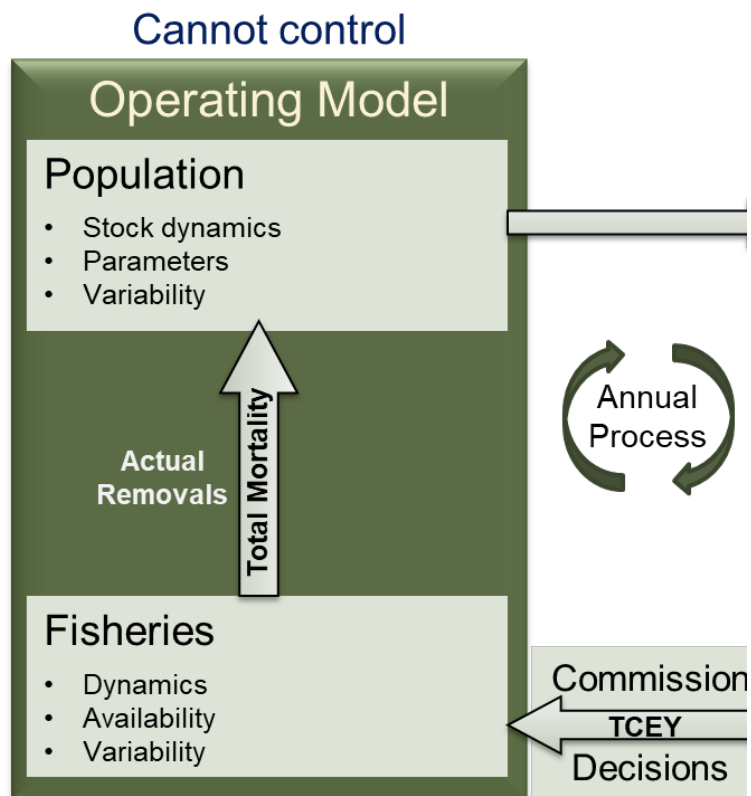 Cannot control
Operating Model
Population
• Stock dynamics
• Parameters
• Variability
Total Mortality
Actual
Removals
Annual
Process
Fisheries
• Dynamics
• Availability
• Variability
Commission
TCEY
Decisions